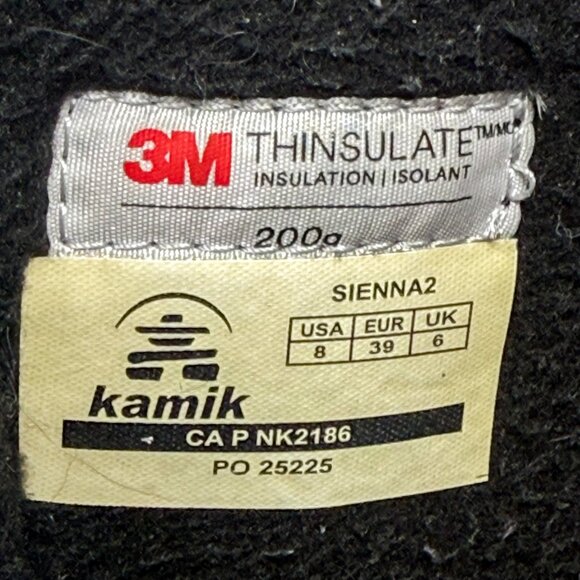 3M THINSULATE™/MC
INSULATION | ISOLANT
200g
SIENNA2
USA EUR UK
8 39 6
kamik
CA P NK2186
PO 25225